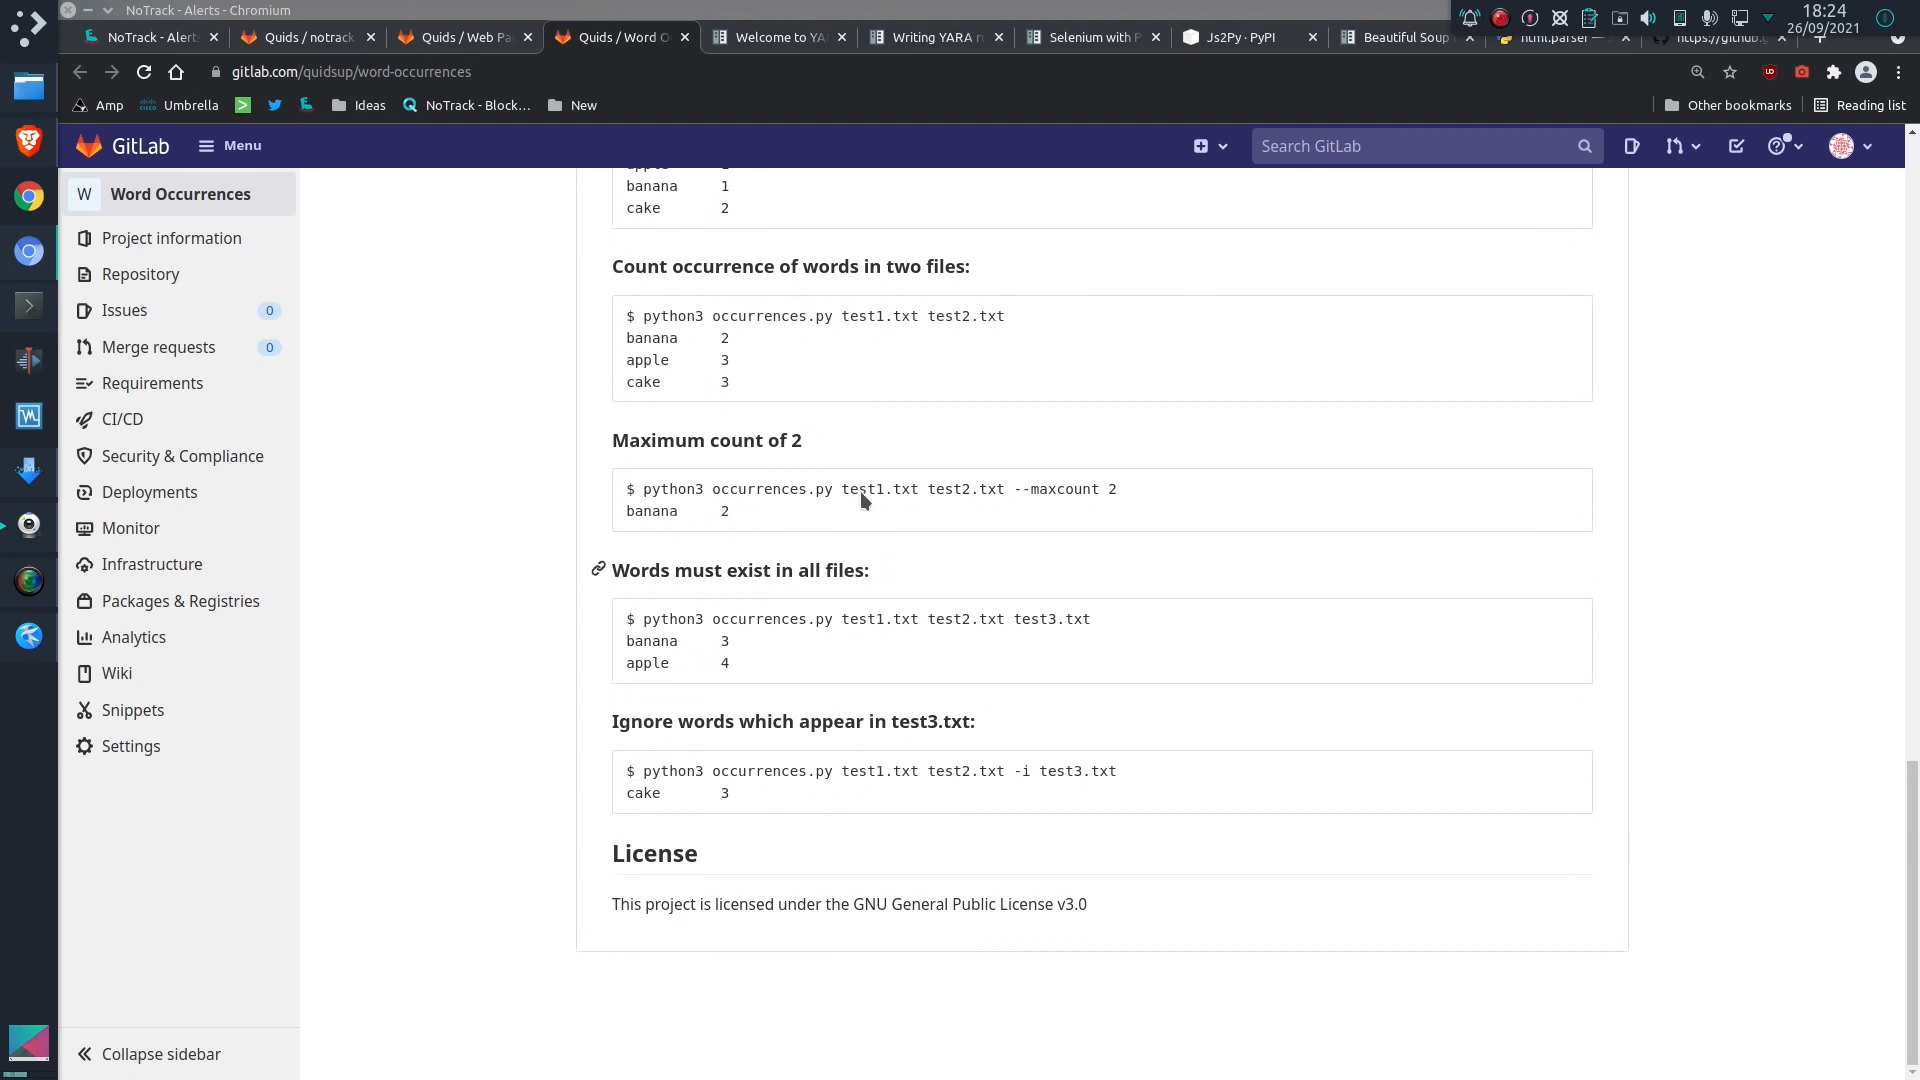 NoTrack - Alerts - Chromium
18:24
26/09/2021
NoTrack - Alert
Quids / notrack
Quids / Web Pa
Quids / Word O
Welcome to YA
Writing YARA ru
Selenium with P
Js2Py · PyPI
Beautiful Soup
html.parser —
https://github.
gitlab.com/quidsup/word-occurrences
Amp
Umbrella
Ideas
NoTrack - Block...
New
Other bookmarks
Reading list
GitLab
Menu
Search GitLab
W
Word Occurrences
Project information
Repository
Issues 0
Merge requests 0
Requirements
CI/CD
Security & Compliance
Deployments
Monitor
Infrastructure
Packages & Registries
Analytics
Wiki
Snippets
Settings
Collapse sidebar
apple
banana 1
cake 2
Count occurrence of words in two files:
$ python3 occurrences.py test1.txt test2.txt
banana 2
apple 3
cake 3
Maximum count of 2
$ python3 occurrences.py test1.txt test2.txt --maxcount 2
banana 2
Words must exist in all files:
$ python3 occurrences.py test1.txt test2.txt test3.txt
banana 3
apple 4
Ignore words which appear in test3.txt:
$ python3 occurrences.py test1.txt test2.txt -i test3.txt
cake 3
License
This project is licensed under the GNU General Public License v3.0